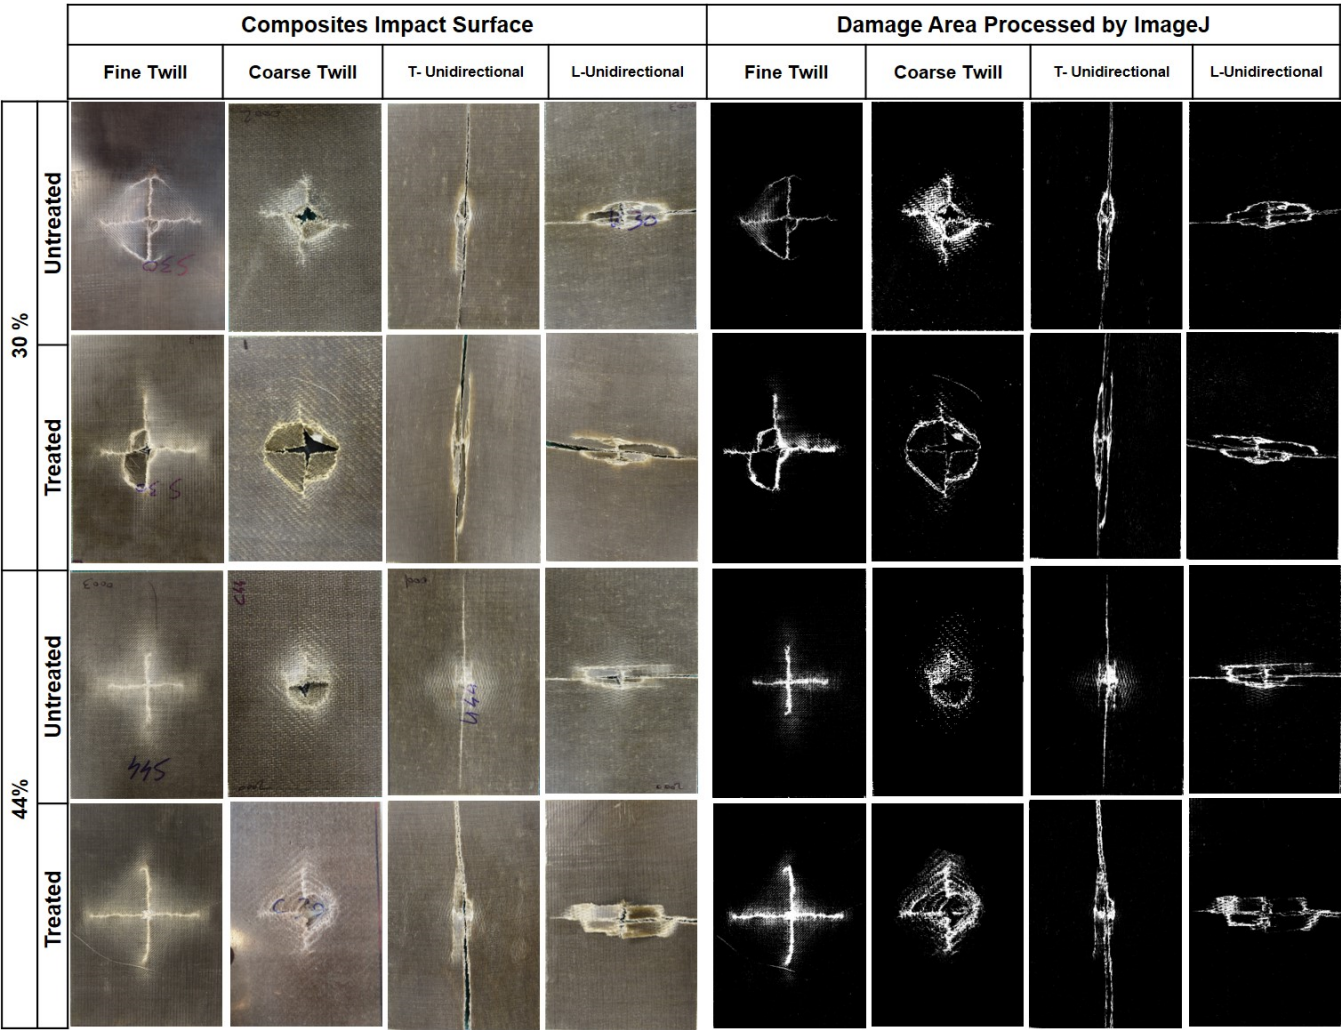 Composites Impact Surface
Damage Area Processed by ImageJ
Fine Twill
Coarse Twill
T- Unidirectional
L-Unidirectional
Fine Twill
Coarse Twill
T- Unidirectional
L-Unidirectional
30 %
Untreated
Treated
44%
Untreated
Treated